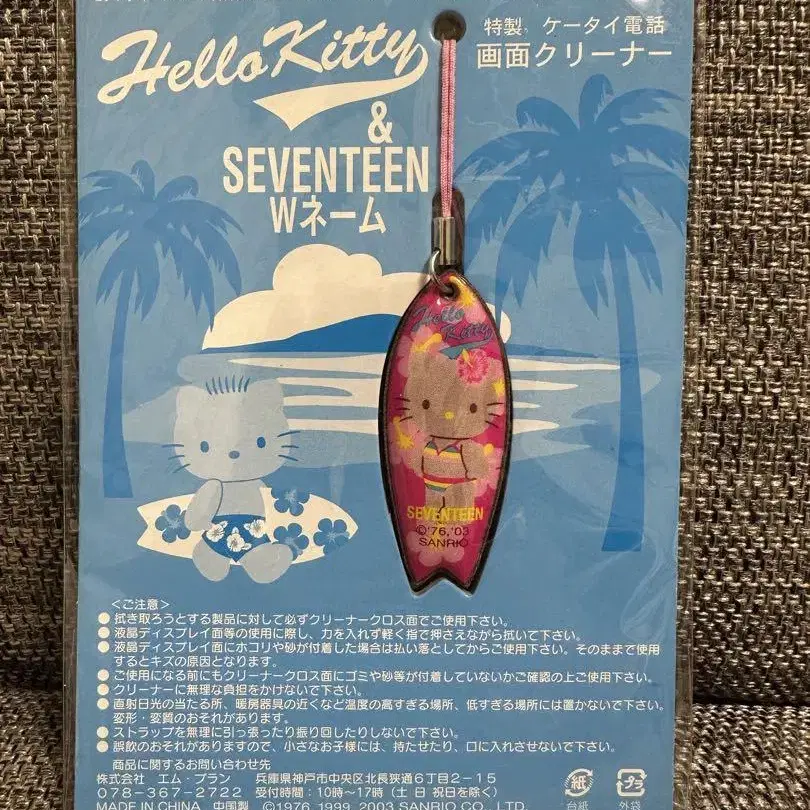 Hello Kitty
&
SEVENTEEN
Wネーム
特製 ケータイ電話
画面クリーナー
Hello
Kitty
SEVENTEEN
©'76,'03
SANRIO
<ご注意>
●拭き取ろうとする製品に対して必ずクリーナークロス面でご使用下さい。
●液晶ディスプレイ面等の使用に際し、力を入れず軽く指で押さえながら拭いて下さい。
●液晶ディスプレイ面にホコリや砂が付着した場合は払い落としてからご使用下さい。そのままで使用
するとキズの原因となります。
●ご使用になる前にもクリーナークロス面にゴミや砂等が付着していないかご確認の上ご使用下さい。
●クリーナーに無理な負担をかけないで下さい。
●直射日光の当たる所、暖房器具の近くなど温度の高すぎる場所、低すぎる場所には置かないで下さい。
変形・変質のおそれがあります。
●ストラップを無理に引っ張ったり振り回したりしないで下さい。
●誤飲のおそれがありますので、小さなお子様には、持たせたり、口に入れさせないで下さい。
商品に関するお問い合わせ先
株式会社 エム・プラン 兵庫県神戸市中央区北長狭通6丁目2-15
078-367-2722 受付時間:10時~17時(土 日 祝日を除く)
MADE IN CHINA 中国製 ©1976, 1999, 2003 SANRIO CO., LTD.
紙
台紙
プラ
外袋